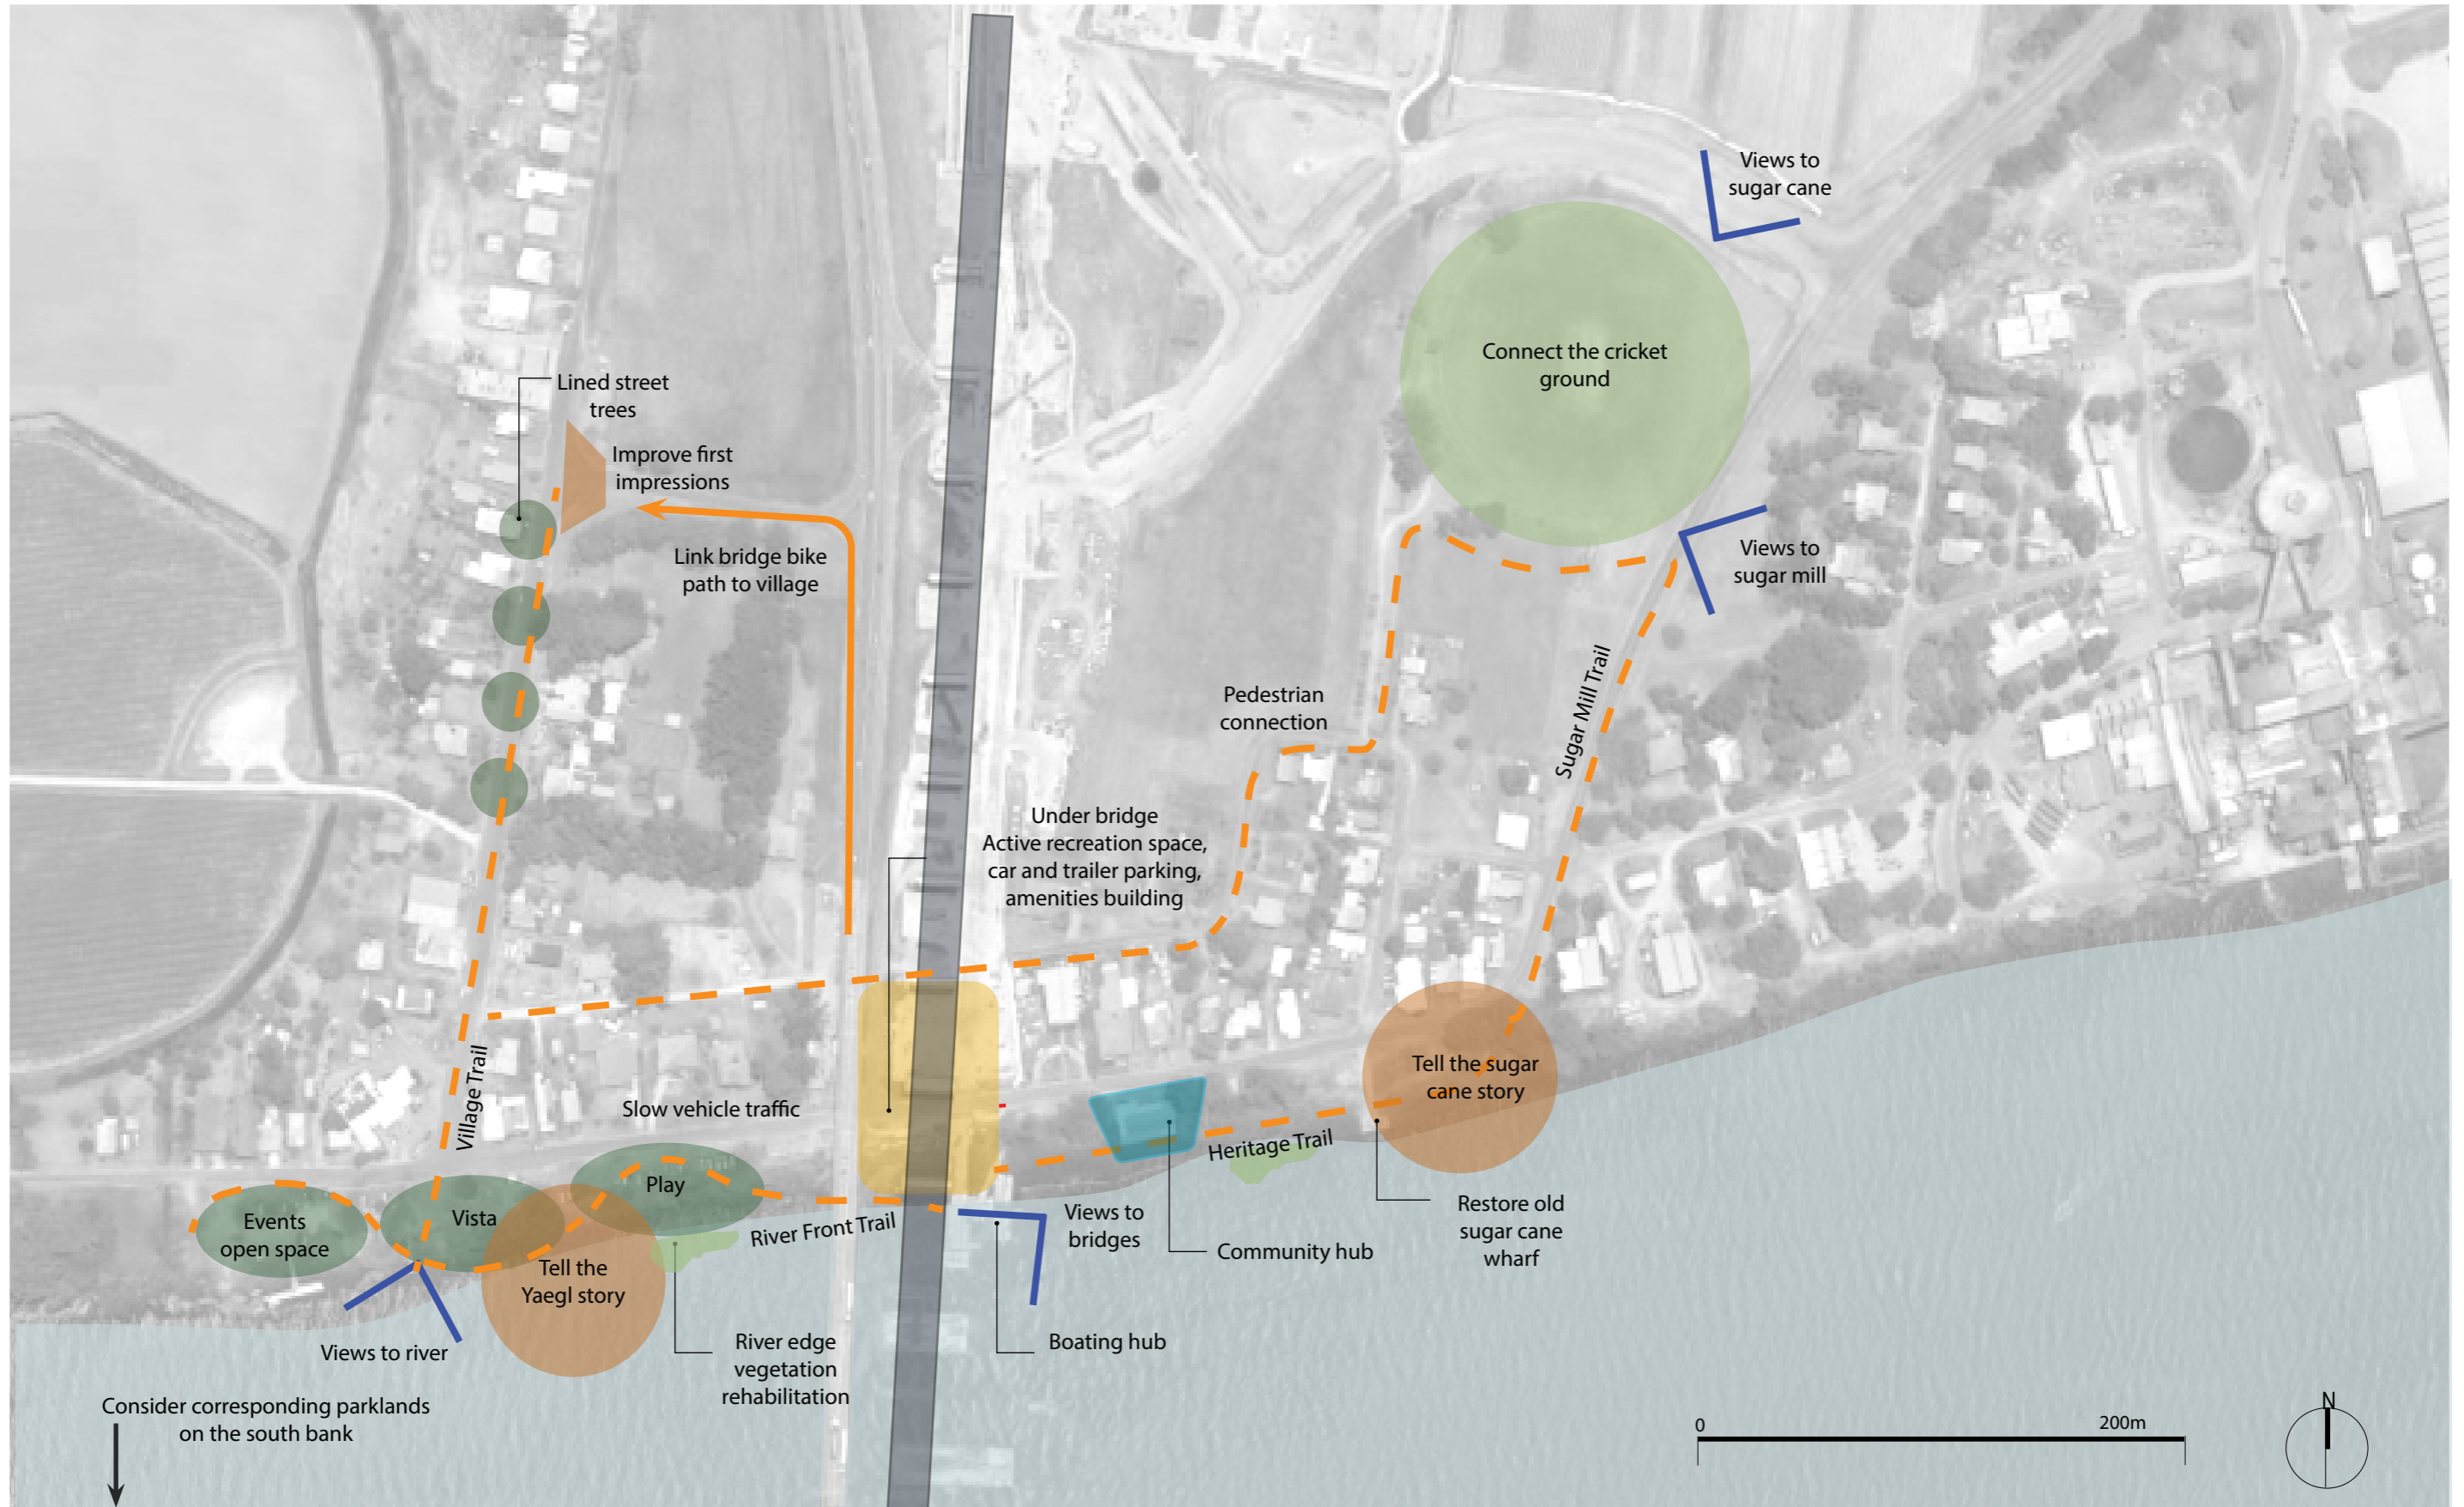 Views to
sugar cane
Connect the cricket
ground
Lined street
trees
Improve first
impressions
Link bridge bike
path to village
Views to
sugar mill
Pedestrian
connection
Sugar Mill Trail
Under bridge
Active recreation space,
car and trailer parking,
amenities building
Village Trail
Slow vehicle traffic
Tell the sugar
cane story
Heritage Trail
Play
Vista
Events
open space
River Front Trail
Views to
bridges
Community hub
Restore old
sugar cane
wharf
Tell the
Yaegl story
Views to river
River edge
vegetation
rehabilitation
Boating hub
Consider corresponding parklands
on the south bank
0
200m
N